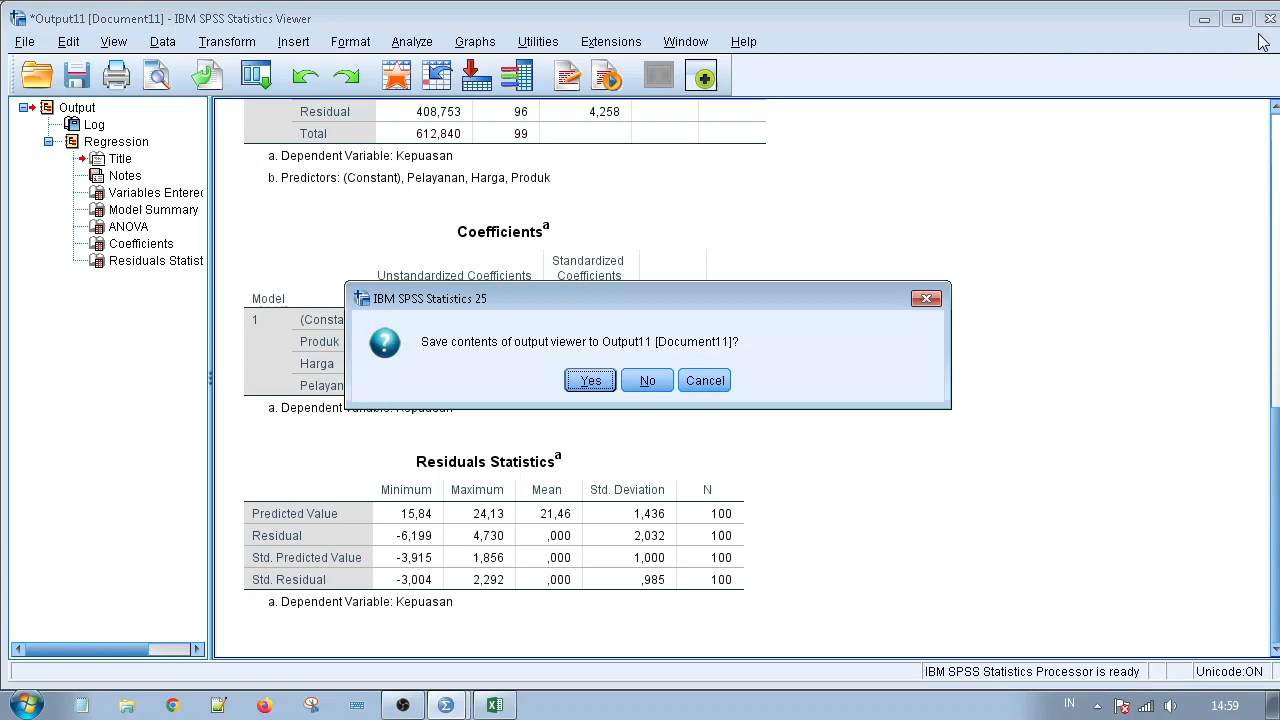 *Output11 [Document11] - IBM SPSS Statistics Viewer
File Edit View Data Transform Insert Format Analyze Graphs Utilities Extensions Window Help
Output
Log
Regression
Title
Notes
Variables Entered
Model Summary
ANOVA
Coefficients
Residuals Statist
Residual 408,753 96 4,258
Total 612,840 99
a. Dependent Variable: Kepuasan
b. Predictors: (Constant), Pelayanan, Harga, Produk
Coefficientsa
Standardized
Unstandardized Coefficients Coefficients
Model
1 (Consta
Produk
Harga
Pelayan
a. Dependent Variable: Kepuasan
IBM SPSS Statistics 25
Save contents of output viewer to Output11 [Document11]?
Yes No Cancel
Residuals Statisticsa
Minimum Maximum Mean Std. Deviation N
Predicted Value 15,84 24,13 21,46 1,436 100
Residual -6,199 4,730 ,000 2,032 100
Std. Predicted Value -3,915 1,856 ,000 1,000 100
Std. Residual -3,004 2,292 ,000 ,985 100
a. Dependent Variable: Kepuasan
IBM SPSS Statistics Processor is ready Unicode:ON
IN 14:59